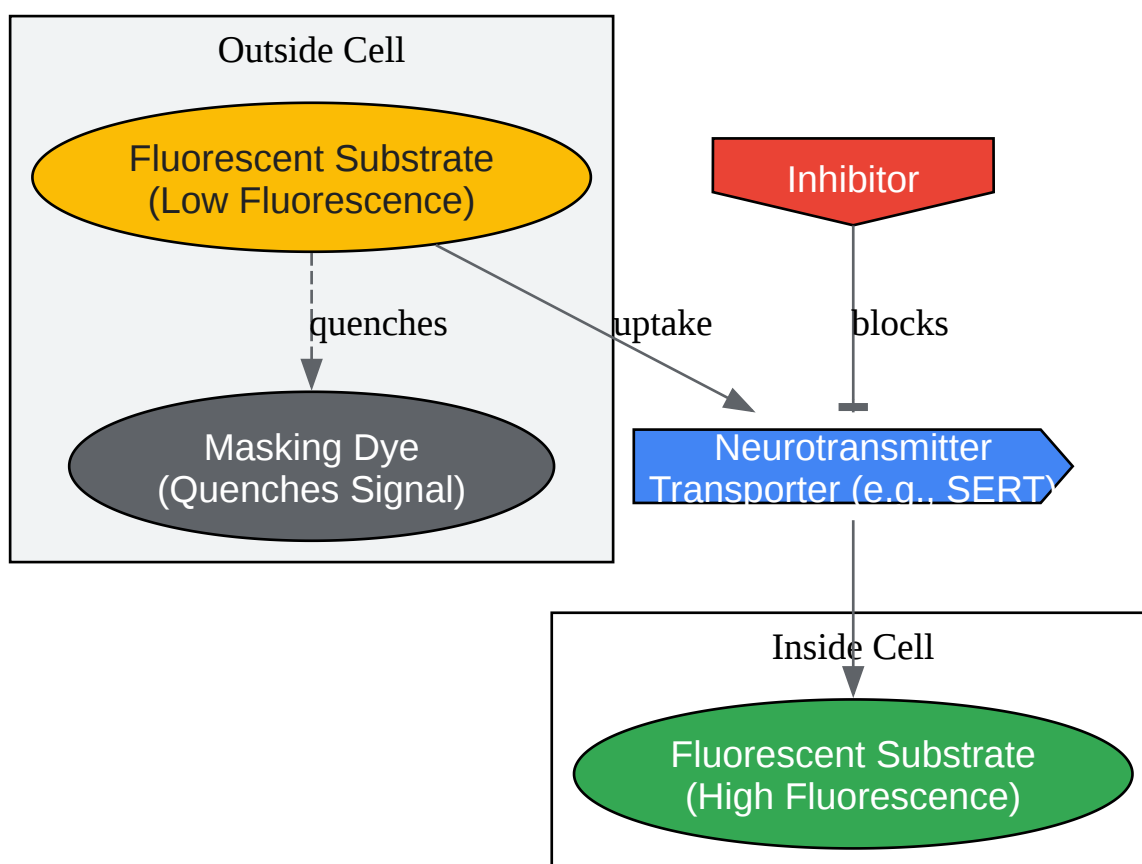 Outside Cell
Fluorescent Substrate
(Low Fluorescence)
Inhibitor
quenches
uptake
blocks
Masking Dye
(Quenches Signal)
Neurotransmitter
Transporter (e.g., SERT)
Inside Cell
Fluorescent Substrate
(High Fluorescence)